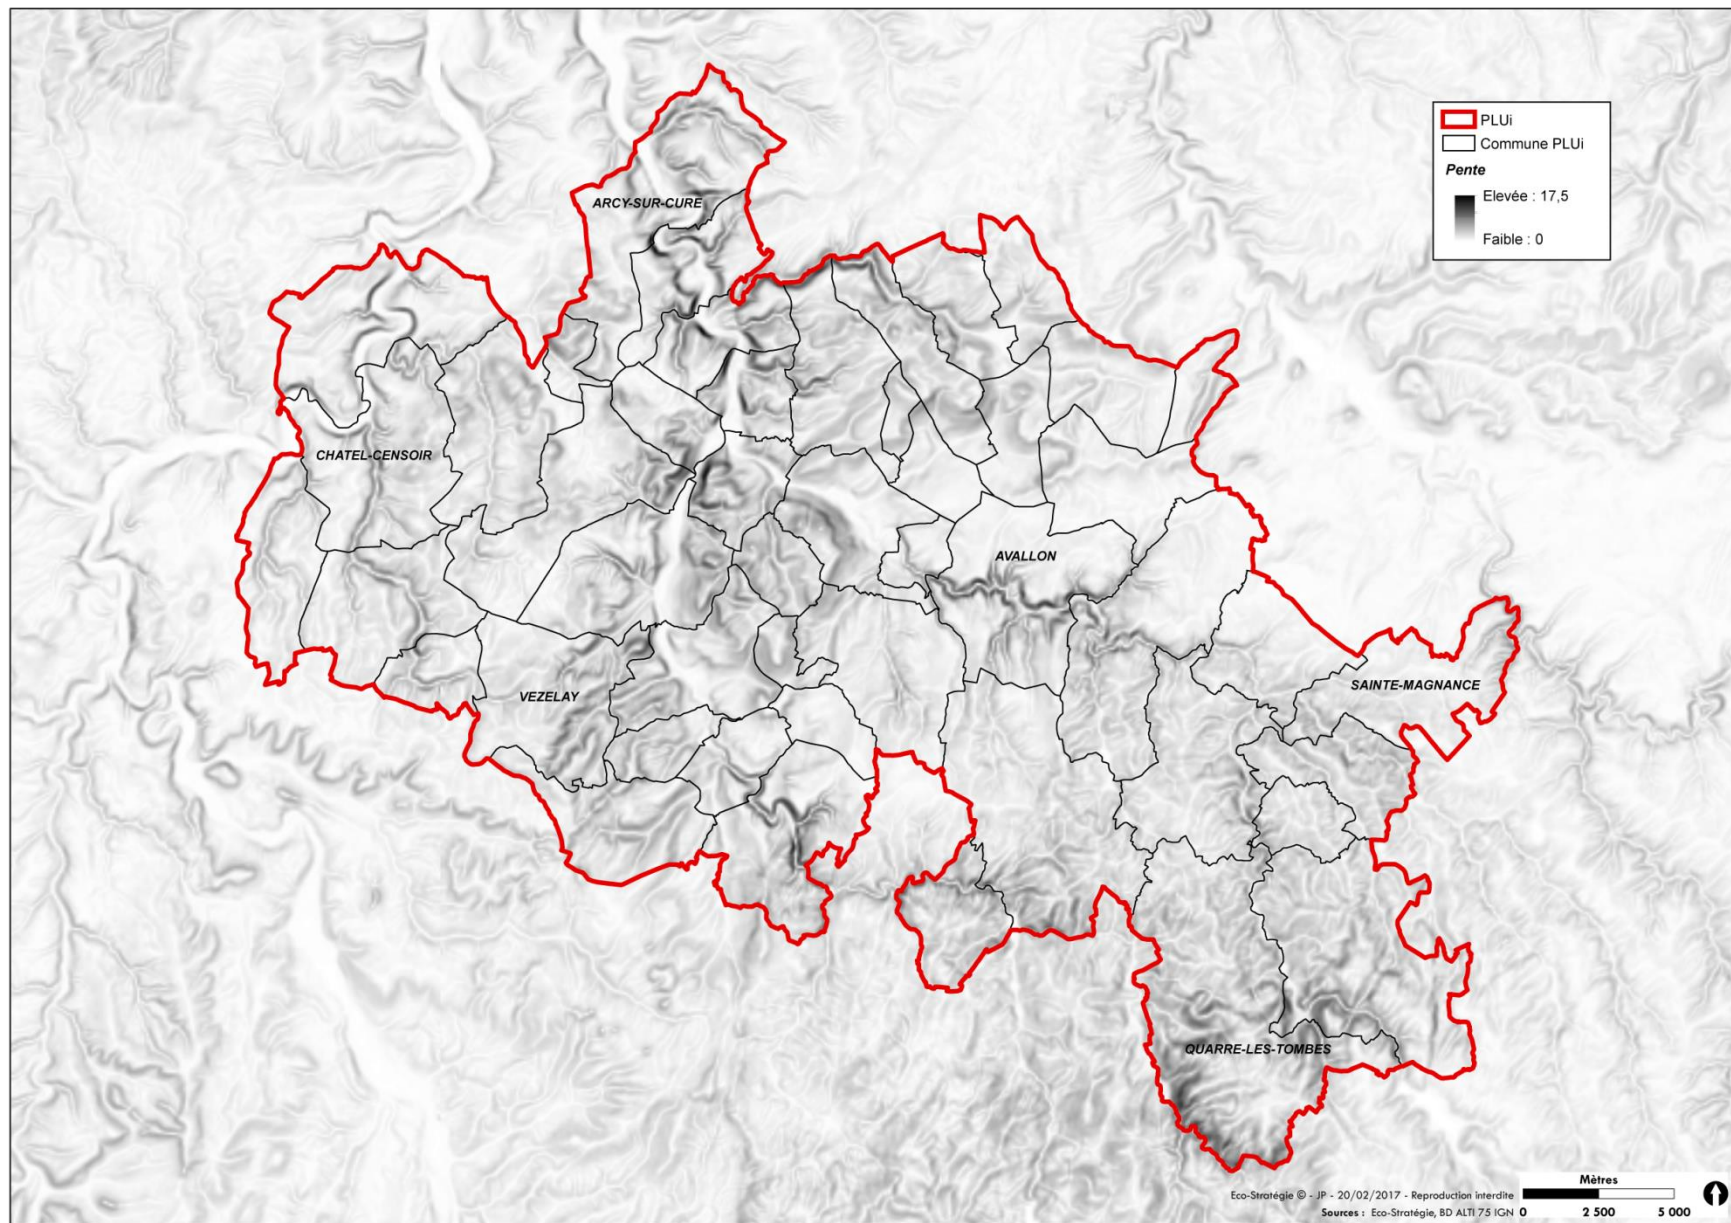 PLUi
Commune PLUi
Pente
Elevée : 17,5
Faible : 0
ARCY-SUR-CURE
CHATEL-CENSOIR
AVALLON
VEZELAY
SAINTE-MAGNANCE
QUARRE-LES-TOMBES
Mètres
0 2 500 5 000
Eco-Stratégie © - JP - 20/02/2017 - Reproduction interdite
Sources : Eco-Stratégie, BD ALTI 75 IGN